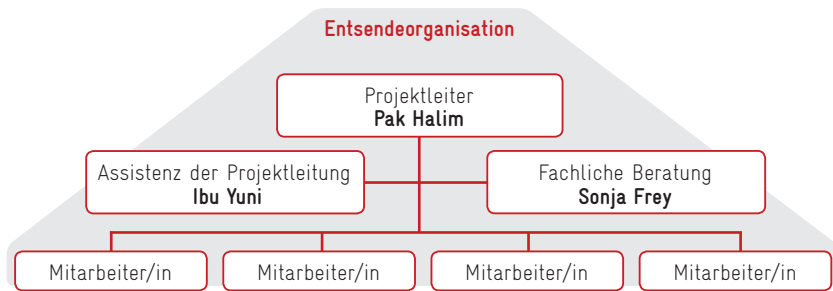 Entsendeorganisation
Projektleiter
Pak Halim
Assistenz der Projektleitung
Ibu Yuni
Fachliche Beratung
Sonja Frey
Mitarbeiter/in
Mitarbeiter/in
Mitarbeiter/in
Mitarbeiter/in